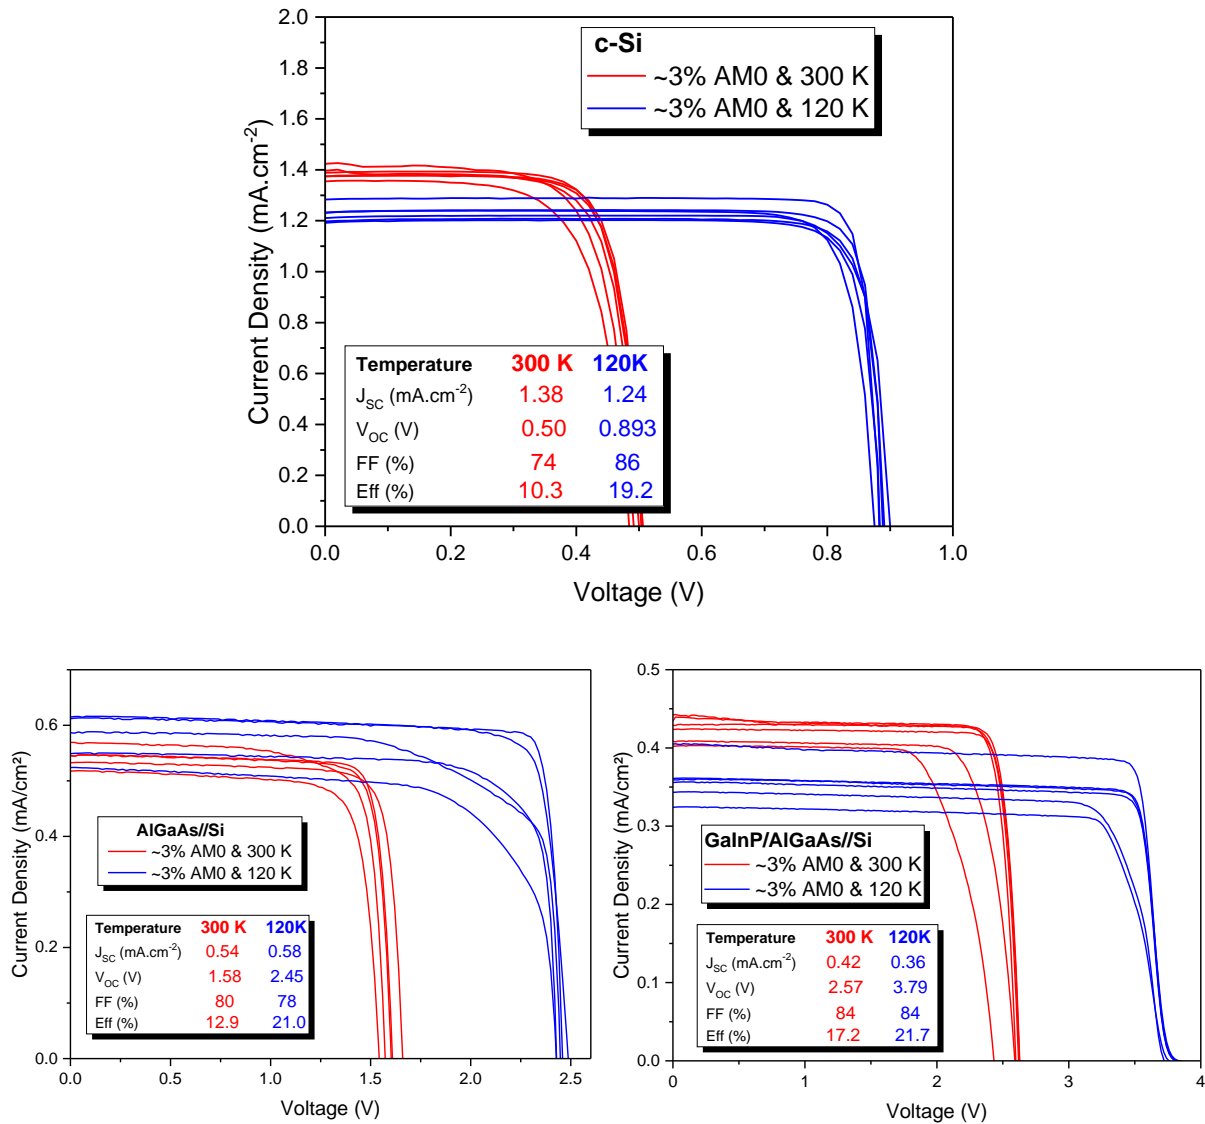 c-Si
~3% AM0 & 300 K
~3% AM0 & 120 K
2.0
1.8
1.6
1.4
1.2
1.0
0.8
0.6
0.4
0.2
0.0
Current Density (mA.cm-2)
Temperature 300 K 120K
JSC (mA.cm-2) 1.38 1.24
VOC (V) 0.50 0.893
FF (%) 74 86
Eff (%) 10.3 19.2
0.0 0.2 0.4 0.6 0.8 1.0
Voltage (V)
0.6
0.4
0.2
0.0
Current Density (mA/cm²)
AlGaAs//Si
~3% AM0 & 300 K
~3% AM0 & 120 K
Temperature 300 K 120K
JSC (mA.cm-2) 0.54 0.58
VOC (V) 1.58 2.45
FF (%) 80 78
Eff (%) 12.9 21.0
0.0 0.5 1.0 1.5 2.0 2.5
Voltage (V)
0.5
0.4
0.3
0.2
0.1
0.0
Current Density (mA/cm²)
GaInP/AlGaAs//Si
~3% AM0 & 300 K
~3% AM0 & 120 K
Temperature 300 K 120K
JSC (mA.cm-2) 0.42 0.36
VOC (V) 2.57 3.79
FF (%) 84 84
Eff (%) 17.2 21.7
0 1 2 3 4
Voltage (V)